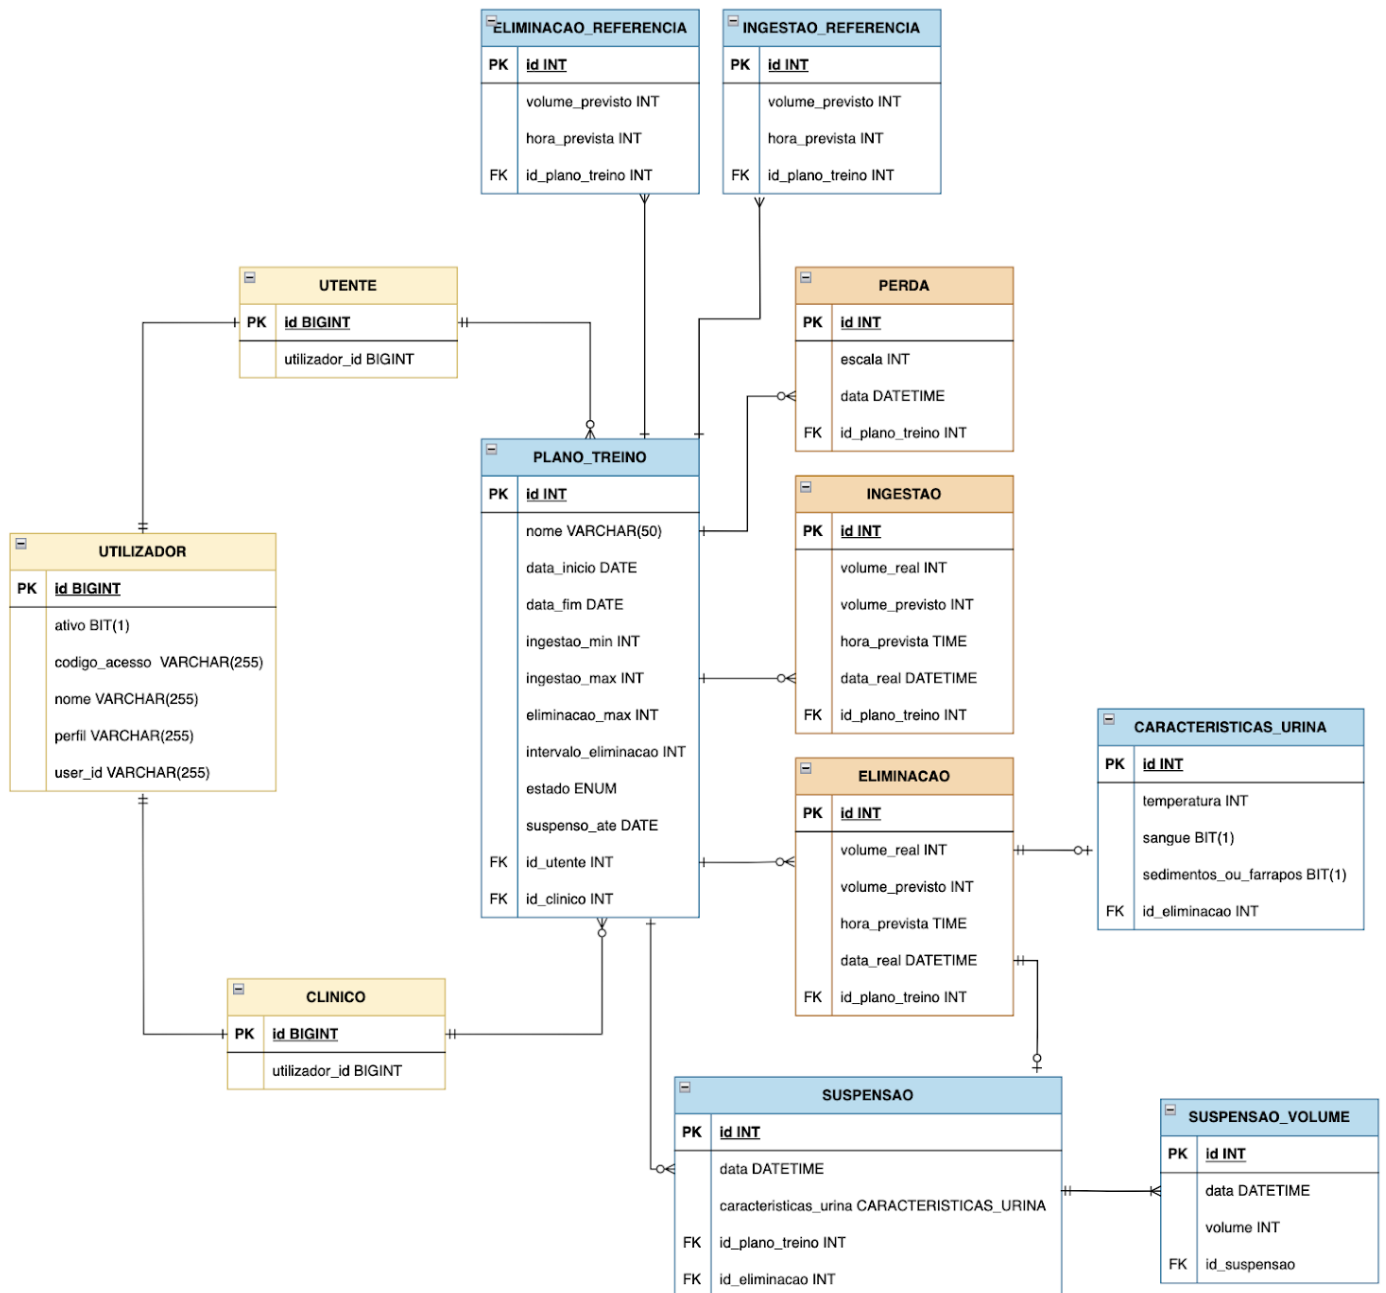 ELIMINACAO_REFERENCIA
PK id INT
volume_previsto INT
hora_prevista INT
FK id_plano_treino INT
INGESTAO_REFERENCIA
PK id INT
volume_previsto INT
hora_prevista INT
FK id_plano_treino INT
UTENTE
PK id BIGINT
utilizador_id BIGINT
PERDA
PK id INT
escala INT
data DATETIME
FK id_plano_treino INT
PLANO_TREINO
PK id INT
nome VARCHAR(50)
data_inicio DATE
data_fim DATE
ingestao_min INT
ingestao_max INT
eliminacao_max INT
intervalo_eliminacao INT
estado ENUM
suspenso_ate DATE
FK id_utente INT
FK id_clinico INT
INGESTAO
PK id INT
volume_real INT
volume_previsto INT
hora_prevista TIME
data_real DATETIME
FK id_plano_treino INT
UTILIZADOR
PK id BIGINT
ativo BIT(1)
codigo_acesso VARCHAR(255)
nome VARCHAR(255)
perfil VARCHAR(255)
user_id VARCHAR(255)
CARACTERISTICAS_URINA
PK id INT
temperatura INT
sangue BIT(1)
sedimentos_ou_farrapos BIT(1)
FK id_eliminacao INT
ELIMINACAO
PK id INT
volume_real INT
volume_previsto INT
hora_prevista TIME
data_real DATETIME
FK id_plano_treino INT
CLINICO
PK id BIGINT
utilizador_id BIGINT
SUSPENSAO
PK id INT
data DATETIME
caracteristicas_urina CARACTERISTICAS_URINA
FK id_plano_treino INT
FK id_eliminacao INT
SUSPENSAO_VOLUME
PK id INT
data DATETIME
volume INT
FK id_suspensao